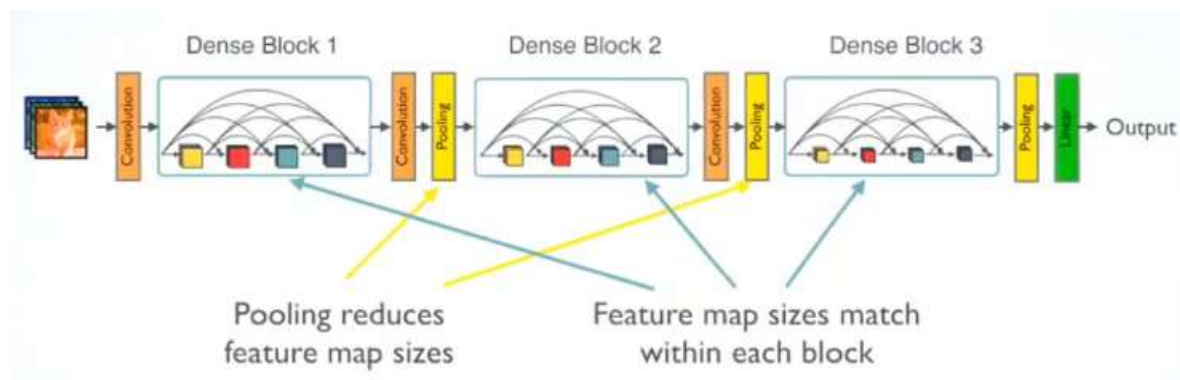 Dense Block 1
Dense Block 2
Dense Block 3
Convolution
Convolution
Pooling
Convolution
Pooling
Pooling
Linear
Output
Pooling reduces
feature map sizes
Feature map sizes match
within each block